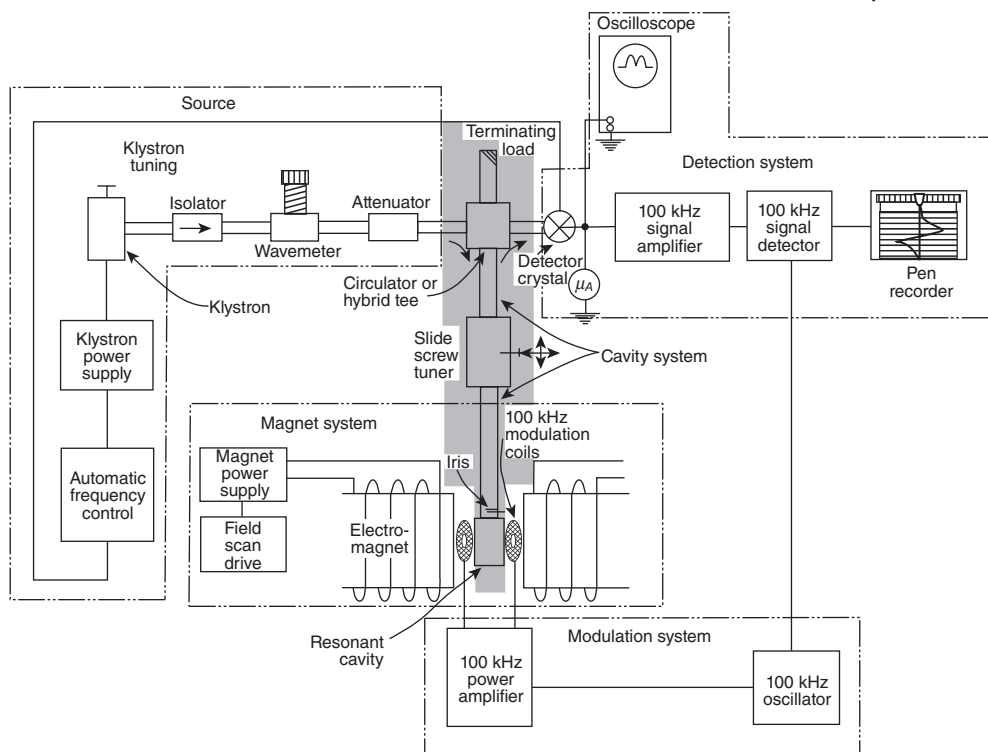 Oscilloscope
Source
Klystron
tuning
Terminating
load
Detection system
Isolator
Attenuator
Wavemeter
100 kHz
signal
amplifier
100 kHz
signal
detector
Detector
crystal
μA
Pen
recorder
Circulator or
hybrid tee
Klystron
Klystron
power
supply
Slide
screw
tuner
Cavity system
Magnet system
100 kHz
modulation
coils
Iris
Magnet
power
supply
Automatic
frequency
control
Field
scan
drive
Electro-
magnet
Resonant
cavity
Modulation system
100 kHz
power
amplifier
100 kHz
oscillator